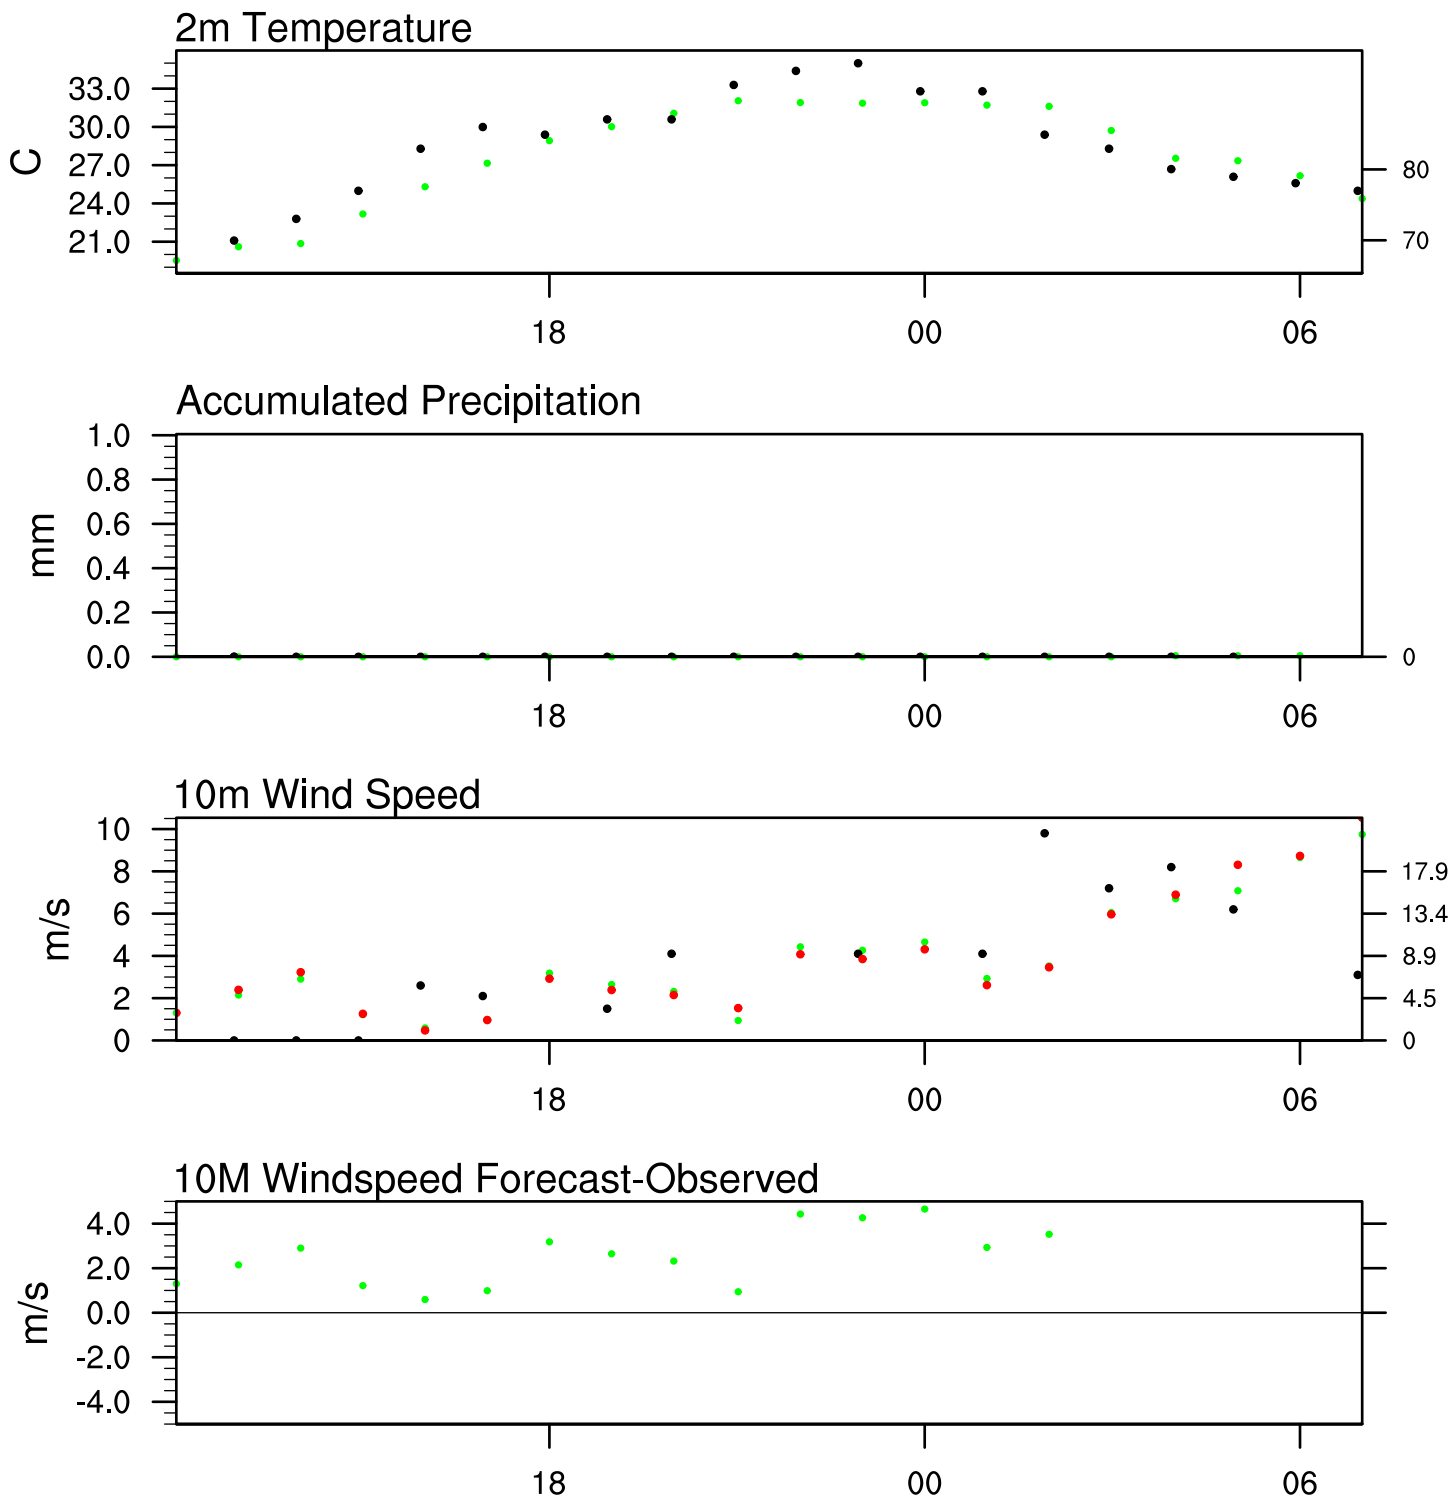 2m Temperature
33.0
30.0
27.0
24.0
21.0
C
80
70
18 00 06
Accumulated Precipitation
1.0
0.8
0.6
0.4
0.2
0.0
mm
0
18 00 06
10m Wind Speed
10
8
6
4
2
0
m/s
17.9
13.4
8.9
4.5
0
18 00 06
10M Windspeed Forecast-Observed
4.0
2.0
0.0
-2.0
-4.0
m/s
18 00 06